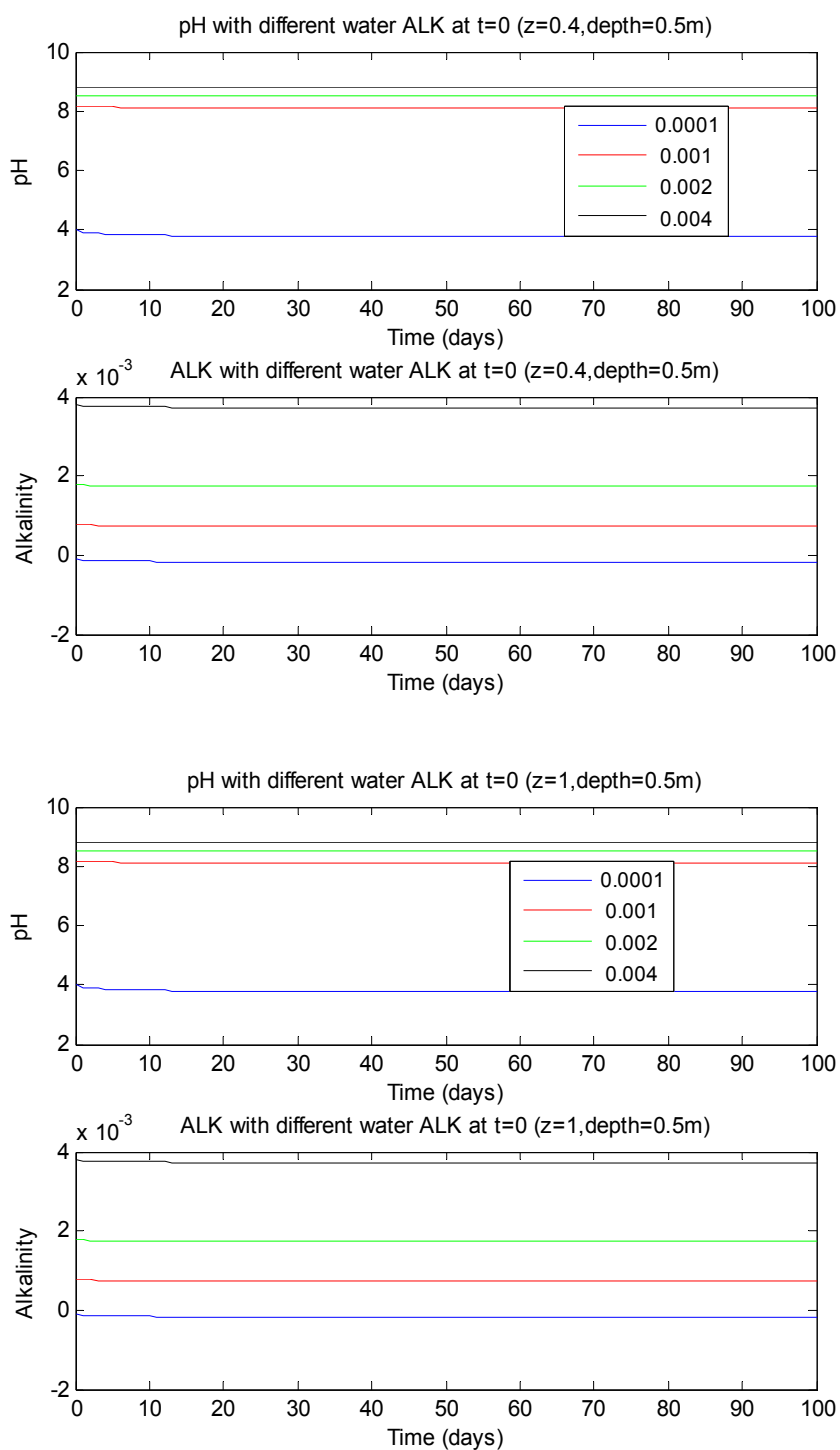 pH with different water ALK at t=0 (z=0.4,depth=0.5m)
10
8
6
4
2
pH
0.0001
0.001
0.002
0.004
0 10 20 30 40 50 60 70 80 90 100
Time (days)
x 10-3
ALK with different water ALK at t=0 (z=0.4,depth=0.5m)
4
2
0
-2
Alkalinity
0 10 20 30 40 50 60 70 80 90 100
Time (days)
pH with different water ALK at t=0 (z=1,depth=0.5m)
10
8
6
4
2
pH
0.0001
0.001
0.002
0.004
0 10 20 30 40 50 60 70 80 90 100
Time (days)
x 10-3
ALK with different water ALK at t=0 (z=1,depth=0.5m)
4
2
0
-2
Alkalinity
0 10 20 30 40 50 60 70 80 90 100
Time (days)